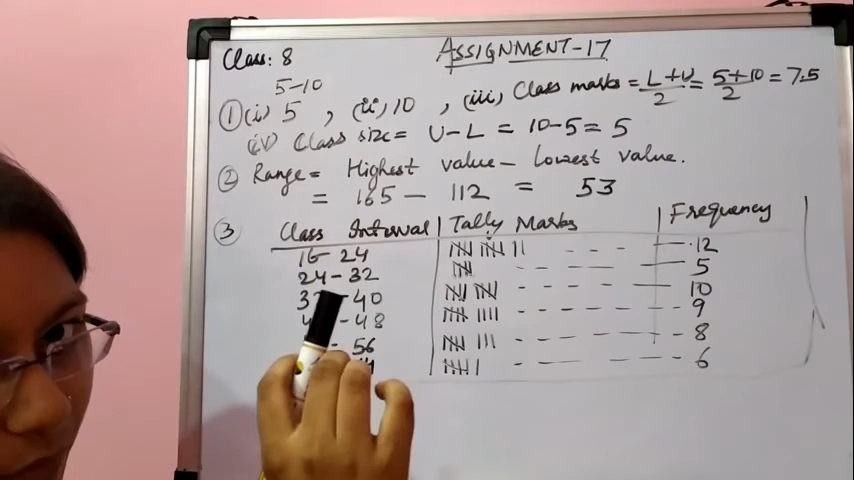 Class: 8 ASSIGNMENT-17
5-10
① (i) 5 , (ii) 10 , (iii) Class marks = L+U/2 = 5+10/2 = 7.5
(iv) Class size = U-L = 10-5 = 5
② Range = Highest value - Lowest value.
= 165 - 112 = 53
③ Class Interval | Tally Marks | Frequency
16-24 𝍸 𝍸 || - - - 12
24-32 𝍸 - - - - 5
3 -40 𝍸 𝍸 - - - - 10
4 -48 𝍸 |||| - - - - 9
- 56 𝍸 ||| - - - - 8
𝍸 | - - - - 6